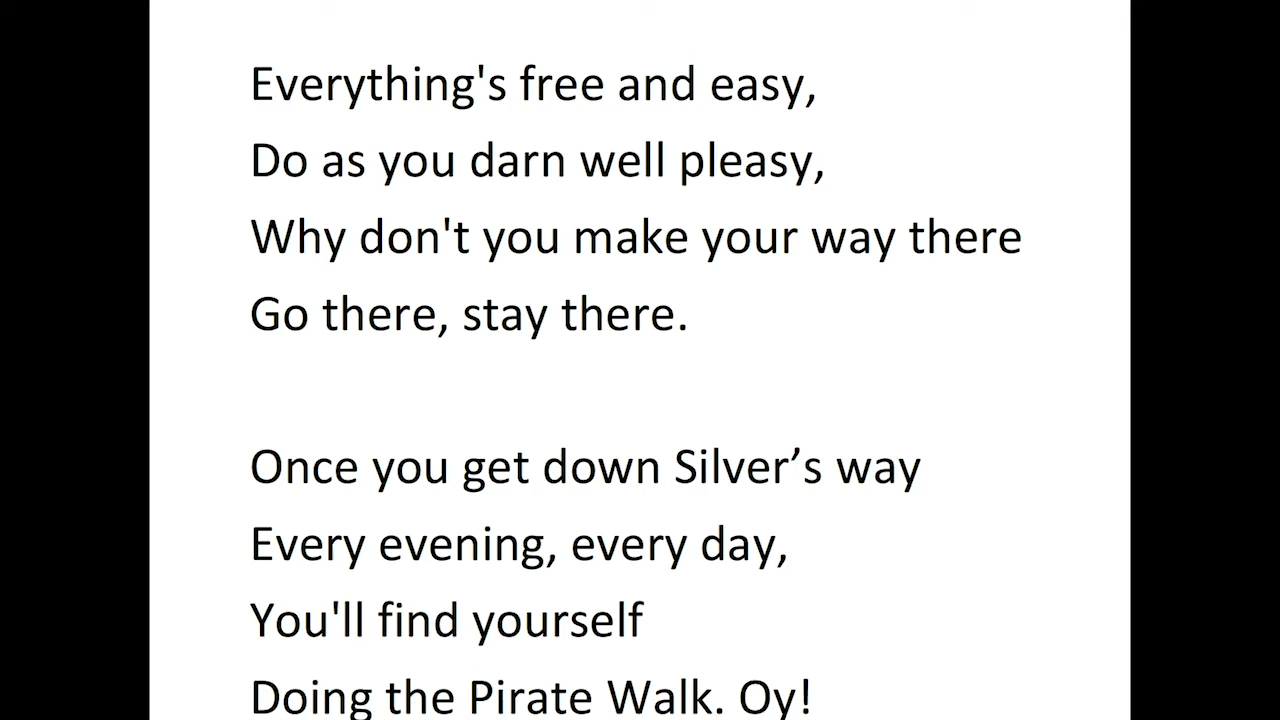 Everything's free and easy,
Do as you darn well pleasy,
Why don't you make your way there
Go there, stay there.
Once you get down Silver’s way
Every evening, every day,
You'll find yourself
Doing the Pirate Walk. Oy!